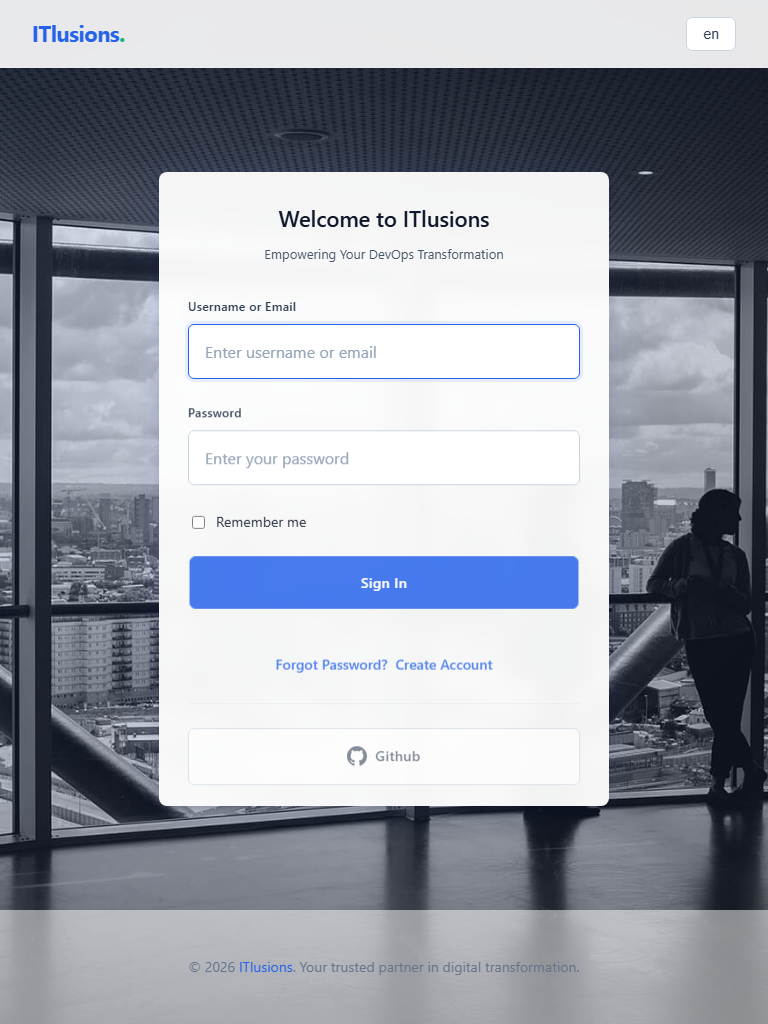 ITlusions.
en
Welcome to ITlusions
Empowering Your DevOps Transformation
Username or Email
Enter username or email
Password
Enter your password
Remember me
Sign In
Forgot Password? Create Account
Github
© 2026 ITlusions. Your trusted partner in digital transformation.